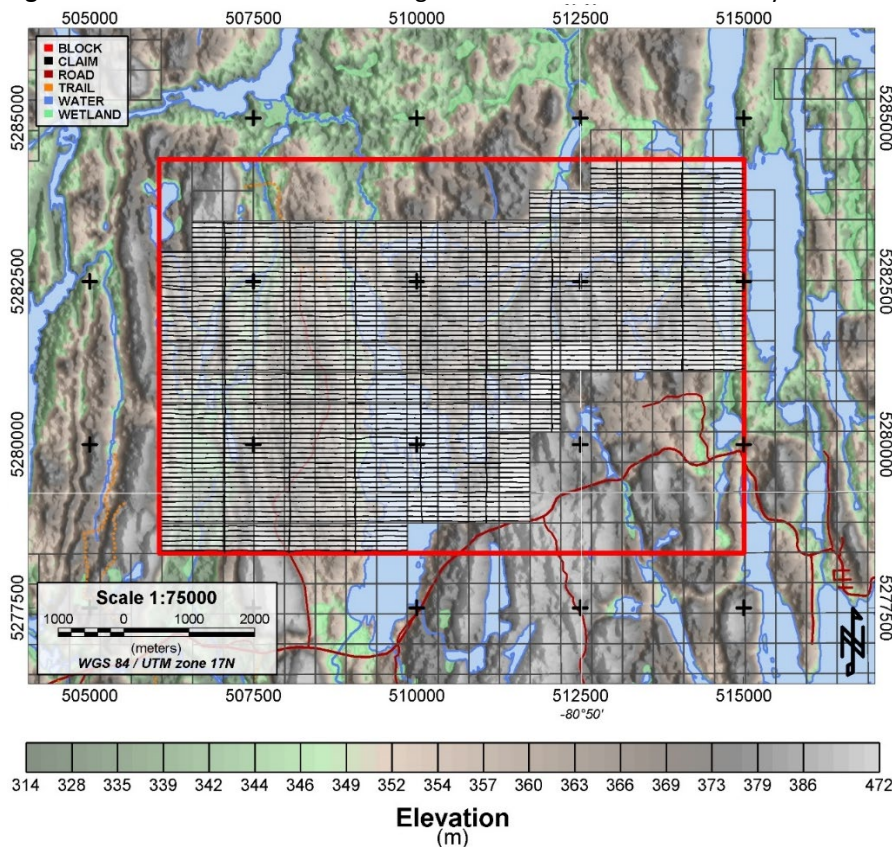 505000 507500 510000 512500 515000
BLOCK
CLAIM
ROAD
TRAIL
WATER
WETLAND
5285000 5285000
5282500 5282500
5280000 5280000
5277500 5277500
Scale 1:75000
1000 0 1000 2000
(meters)
WGS 84 / UTM zone 17N
505000 507500 510000 512500 515000
-80°50'
314 328 335 339 342 344 346 349 352 354 357 360 363 366 369 373 379 386 472
Elevation
(m)